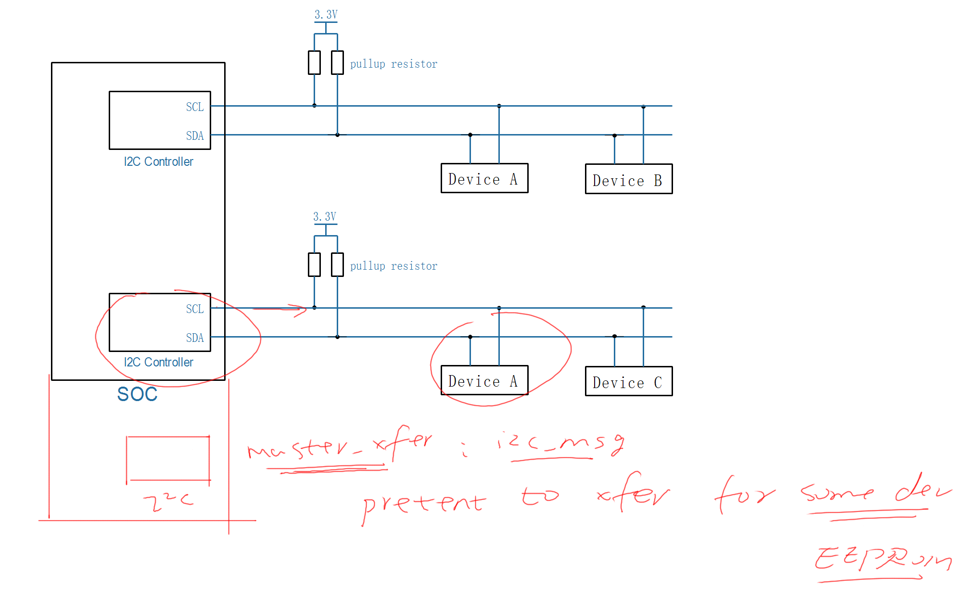 3.3V
pullup resistor
SCL
SDA
I2C Controller
Device A
Device B
3.3V
pullup resistor
SCL
SDA
I2C Controller
Device A
Device C
SOC
master_xfer : i2c_msg
I2C
pretent to xfer for some dev
EEPROM